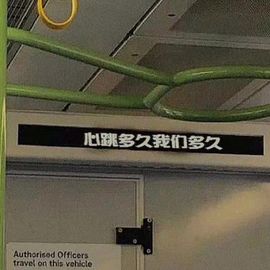 心跳多久我们多久
Authorised Officers
travel on this vehicle